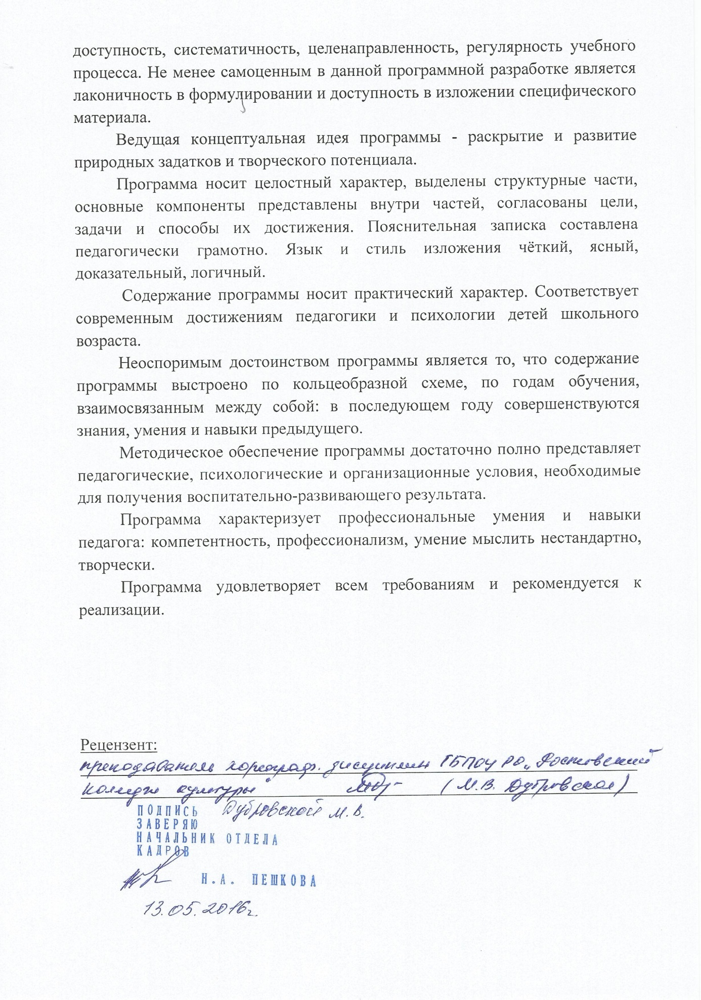 доступность, систематичность, целенаправленность, регулярность учебного
процесса. Не менее самоценным в данной программной разработке является
лаконичность в формулировании и доступность в изложении специфического
материала.
Ведущая концептуальная идея программы - раскрытие и развитие
природных задатков и творческого потенциала.
Программа носит целостный характер, выделены структурные части,
основные компоненты представлены внутри частей, согласованы цели,
задачи и способы их достижения. Пояснительная записка составлена
педагогически грамотно. Язык и стиль изложения чёткий, ясный,
доказательный, логичный.
Содержание программы носит практический характер. Соответствует
современным достижениям педагогики и психологии детей школьного
возраста.
Неоспоримым достоинством программы является то, что содержание
программы выстроено по кольцеобразной схеме, по годам обучения,
взаимосвязанным между собой: в последующем году совершенствуются
знания, умения и навыки предыдущего.
Методическое обеспечение программы достаточно полно представляет
педагогические, психологические и организационные условия, необходимые
для получения воспитательно-развивающего результата.
Программа характеризует профессиональные умения и навыки
педагога: компетентность, профессионализм, умение мыслить нестандартно,
творчески.
Программа удовлетворяет всем требованиям и рекомендуется к
реализации.
Рецензент:
преподаватель хореограф. дисциплин ГБПОУ РО „Ростовский
колледж культуры" (М.В. Дубровская)
ПОДПИСЬ Дубровской М.В.
ЗАВЕРЯЮ
НАЧАЛЬНИК ОТДЕЛА
КАДРОВ
Н.А. ПЕШКОВА
13.05.2016г.